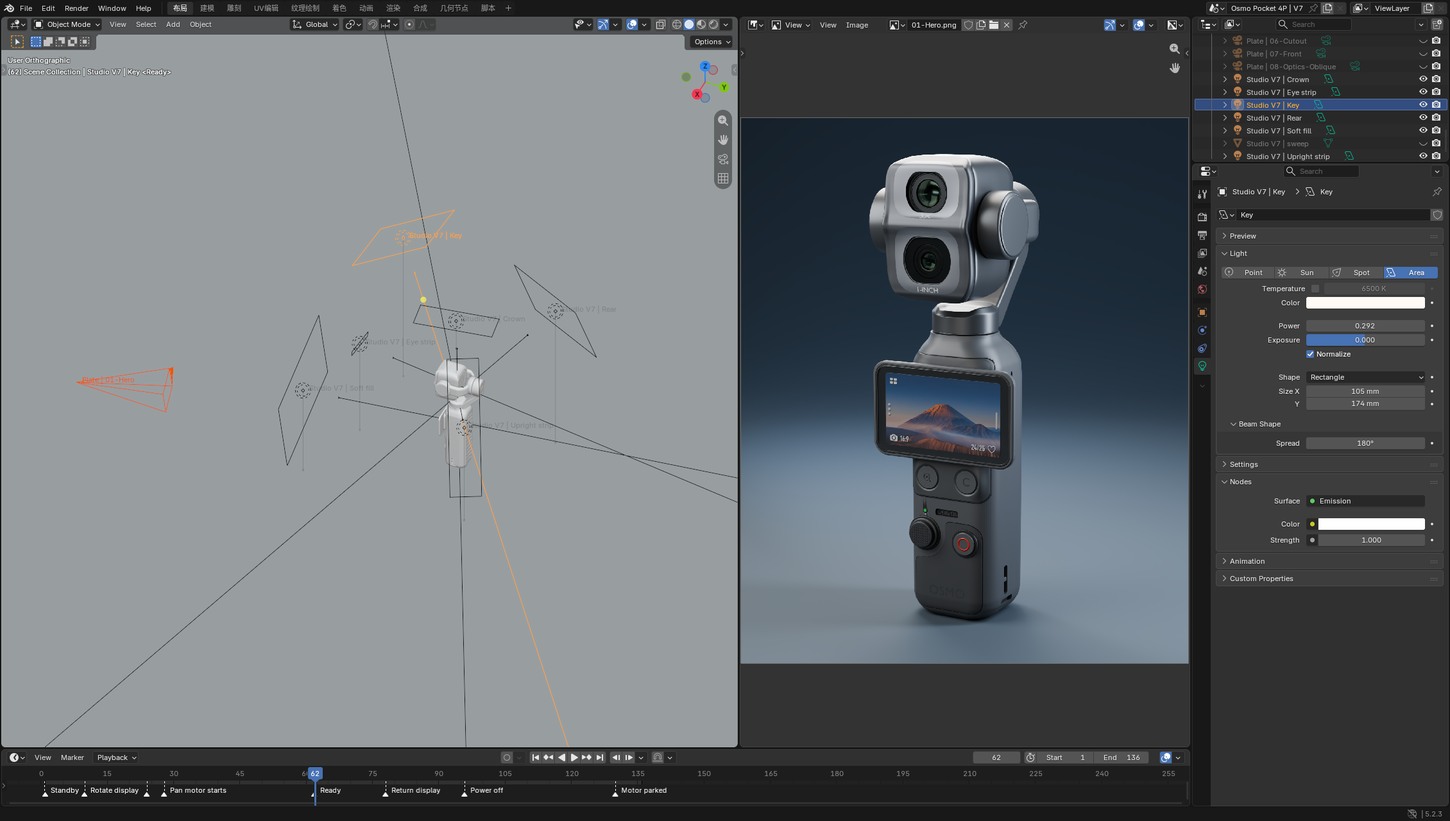 File Edit Render Window Help 布局 建模 雕刻 UV编辑 纹理绘制 着色 动画 渲染 合成 几何节点 脚本 +
Osmo Pocket 4P | V7 ViewLayer
Object Mode View Select Add Object Global
Options
User Orthographic
(62) Scene Collection | Studio V7 | Key <Ready>
Z
Y
X
Studio V7 | Key
Studio V7 | Crown
Studio V7 | Rear
Studio V7 | Eye strip
Studio V7 | Soft fill
Studio V7 | Upright strip
Plate | 01-Hero
View View Image 01-Hero.png
16:9
C
Search
Plate | 06-Cutout
Plate | 07-Front
Plate | 08-Optics-Oblique
Studio V7 | Crown
Studio V7 | Eye strip
Studio V7 | Key
Studio V7 | Rear
Studio V7 | Soft fill
Studio V7 | sweep
Studio V7 | Upright strip
Search
Studio V7 | Key > Key
Key
Preview
Light
Point Sun Spot Area
Temperature 6500 K
Color
Power 0.292
Exposure 0.000
Normalize
Shape Rectangle
Size X 105 mm
Y 174 mm
Beam Shape
Spread 180°
Settings
Nodes
Surface Emission
Color
Strength 1.000
Animation
Custom Properties
View Marker Playback 62 Start 1 End 136
0 15 30 45 62 75 90 105 120 135 150 165 180 195 210 225 240 255
Standby Rotate display Pan motor starts Ready Return display Power off Motor parked
5.2.3